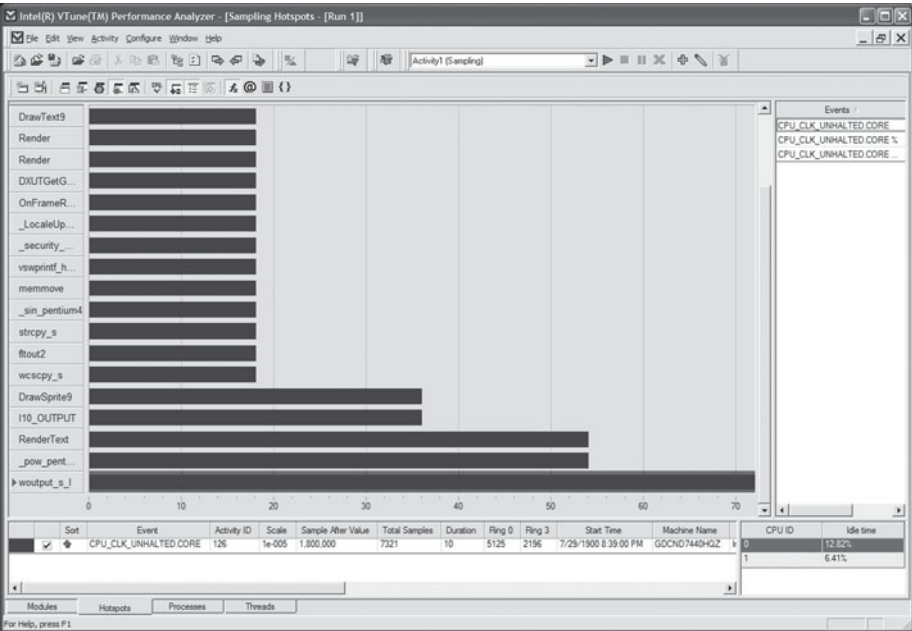 Intel(R) VTune(TM) Performance Analyzer - [Sampling Hotspots - [Run 1]]
File Edit View Activity Configure Window Help
Activity1 (Sampling)
DrawText9
Render
Render
DXUTGetG...
OnFrameR...
_LocaleUp...
_security_...
vswprintf_h...
memmove
_sin_pentium4
strcpy_s
fltout2
wcscpy_s
DrawSprite9
I10_OUTPUT
RenderText
_pow_pent...
woutput_s_l
0 10 20 30 40 50 60 70
Events
CPU_CLK_UNHALTED.CORE
CPU_CLK_UNHALTED.CORE %
CPU_CLK_UNHALTED.CORE ...
Sort Event Activity ID Scale Sample After Value Total Samples Duration Ring 0 Ring 3 Start Time Machine Name
CPU_CLK_UNHALTED.CORE 126 1e-005 1,800,000 7321 10 5125 2196 7/29/1900 8:39:00 PM GDCND7440HQZ
CPU ID Idle time
0 12.82%
1 6.41%
Modules Hotspots Processes Threads
For Help, press F1